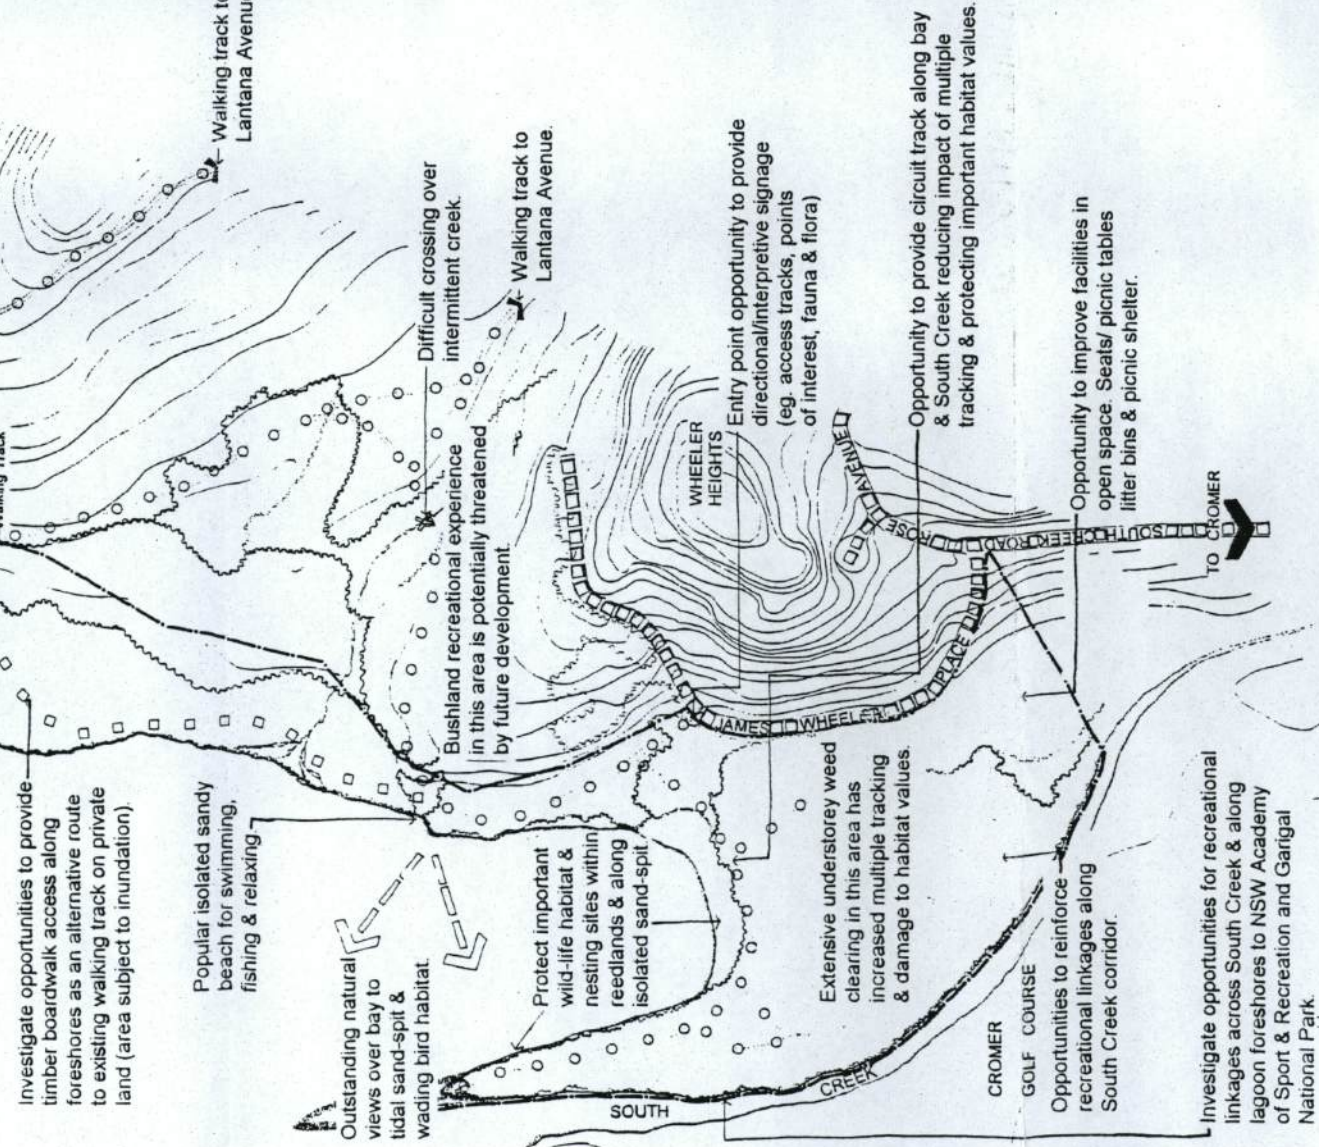 Walking track
Walking track to
Lantana Avenue
Investigate opportunities to provide
timber boardwalk access along
foreshores as an alternative route
to existing walking track on private
land (area subject to inundation).
Popular isolated sandy
beach for swimming,
fishing & relaxing.
Difficult crossing over
intermittent creek.
Walking track to
Lantana Avenue.
Outstanding natural
views over bay to
tidal sand-spit &
wading bird habitat.
Bushland recreational experience
in this area is potentially threatened
by future development.
Protect important
wild-life habitat &
nesting sites within
reedlands & along
isolated sand-spit.
WHEELER
HEIGHTS
Entry point opportunity to provide
directional/interpretive signage
(eg. access tracks, points
of interest, fauna & flora)
SOUTH
CREEK
JAMES WHEELER PLACE
ROSE AVENUE
Extensive understorey weed
clearing in this area has
increased multiple tracking
& damage to habitat values.
Opportunity to provide circuit track along bay
& South Creek reducing impact of multiple
tracking & protecting important habitat values.
SOUTH CREEK ROAD
CROMER
GOLF COURSE
Opportunities to reinforce
recreational linkages along
South Creek corridor.
Opportunity to improve facilities in
open space. Seats/ picnic tables
litter bins & picnic shelter.
TO CROMER
Investigate opportunities for recreational
linkages across South Creek & along
lagoon foreshores to NSW Academy
of Sport & Recreation and Garigal
National Park.